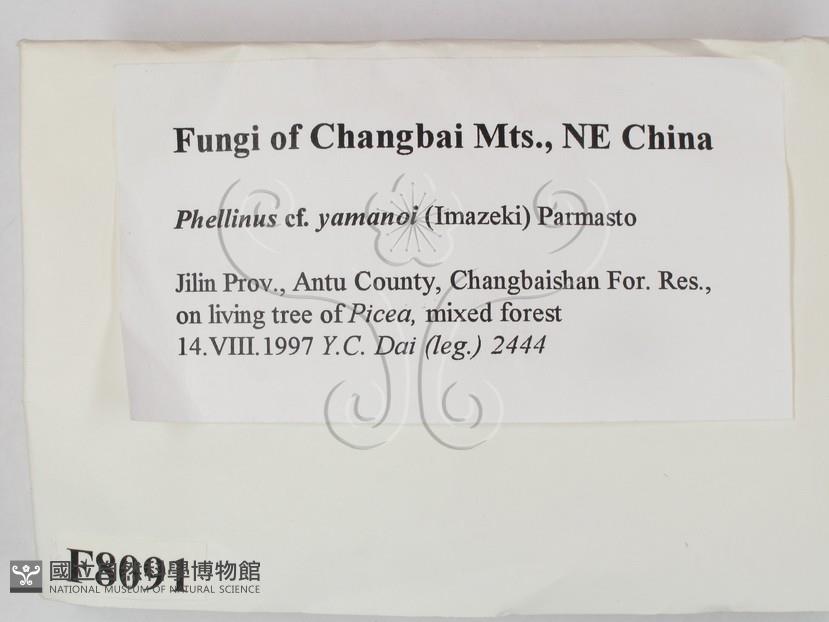 Fungi of Changbai Mts., NE China
Phellinus cf. yamanoi (Imazeki) Parmasto
Jilin Prov., Antu County, Changbaishan For. Res.,
on living tree of Picea, mixed forest
14.VIII.1997 Y.C. Dai (leg.) 2444
F8091
國立自然科學博物館
NATIONAL MUSEUM OF NATURAL SCIENCE